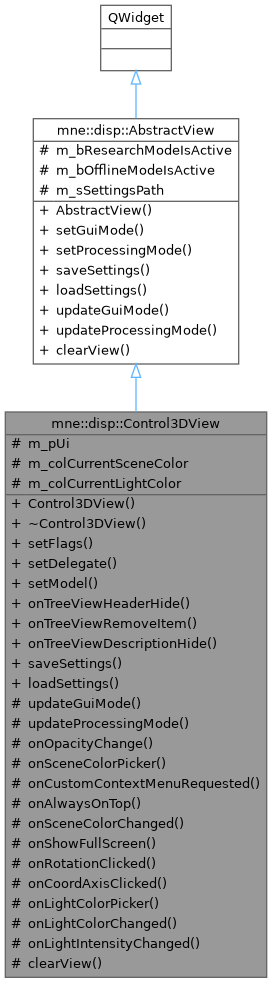 QWidget
mne::disp::AbstractView
# m_bResearchModeIsActive
# m_bOfflineModeIsActive
# m_sSettingsPath
+ AbstractView()
+ setGuiMode()
+ setProcessingMode()
+ saveSettings()
+ loadSettings()
+ updateGuiMode()
+ updateProcessingMode()
+ clearView()
mne::disp::Control3DView
# m_pUi
# m_colCurrentSceneColor
# m_colCurrentLightColor
+ Control3DView()
+ ~Control3DView()
+ setFlags()
+ setDelegate()
+ setModel()
+ onTreeViewHeaderHide()
+ onTreeViewRemoveItem()
+ onTreeViewDescriptionHide()
+ saveSettings()
+ loadSettings()
# updateGuiMode()
# updateProcessingMode()
# onOpacityChange()
# onSceneColorPicker()
# onCustomContextMenuRequested()
# onAlwaysOnTop()
# onSceneColorChanged()
# onShowFullScreen()
# onRotationClicked()
# onCoordAxisClicked()
# onLightColorPicker()
# onLightColorChanged()
# onLightIntensityChanged()
# clearView()